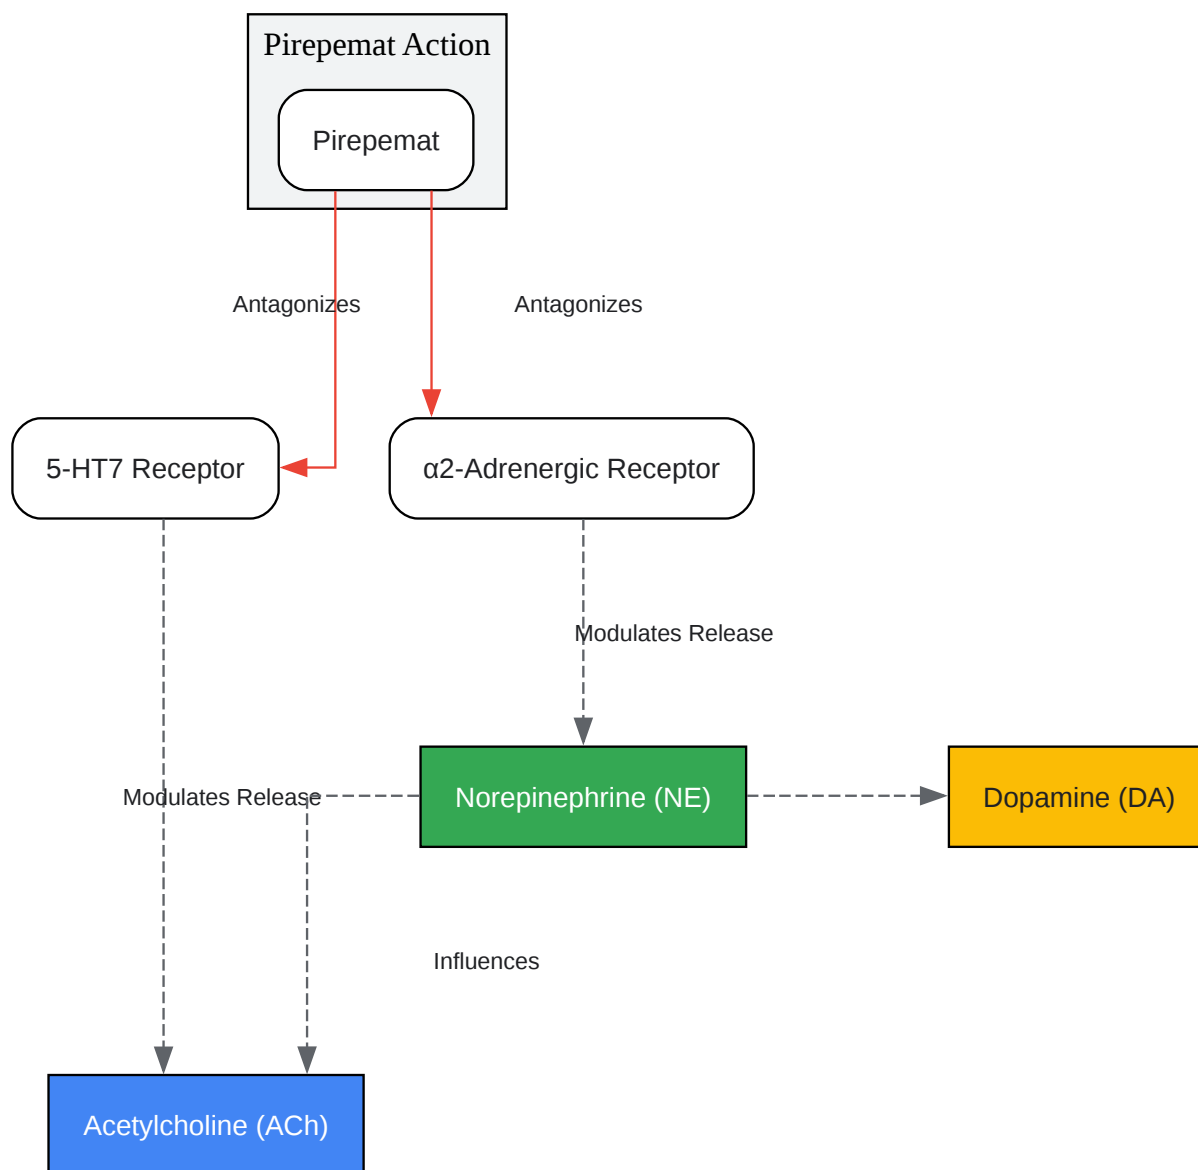 Pirepemat Action
Pirepemat
Antagonizes
Antagonizes
5-HT7 Receptor
α2-Adrenergic Receptor
Modulates Release
Modulates Release
Norepinephrine (NE)
Dopamine (DA)
Influences
Acetylcholine (ACh)